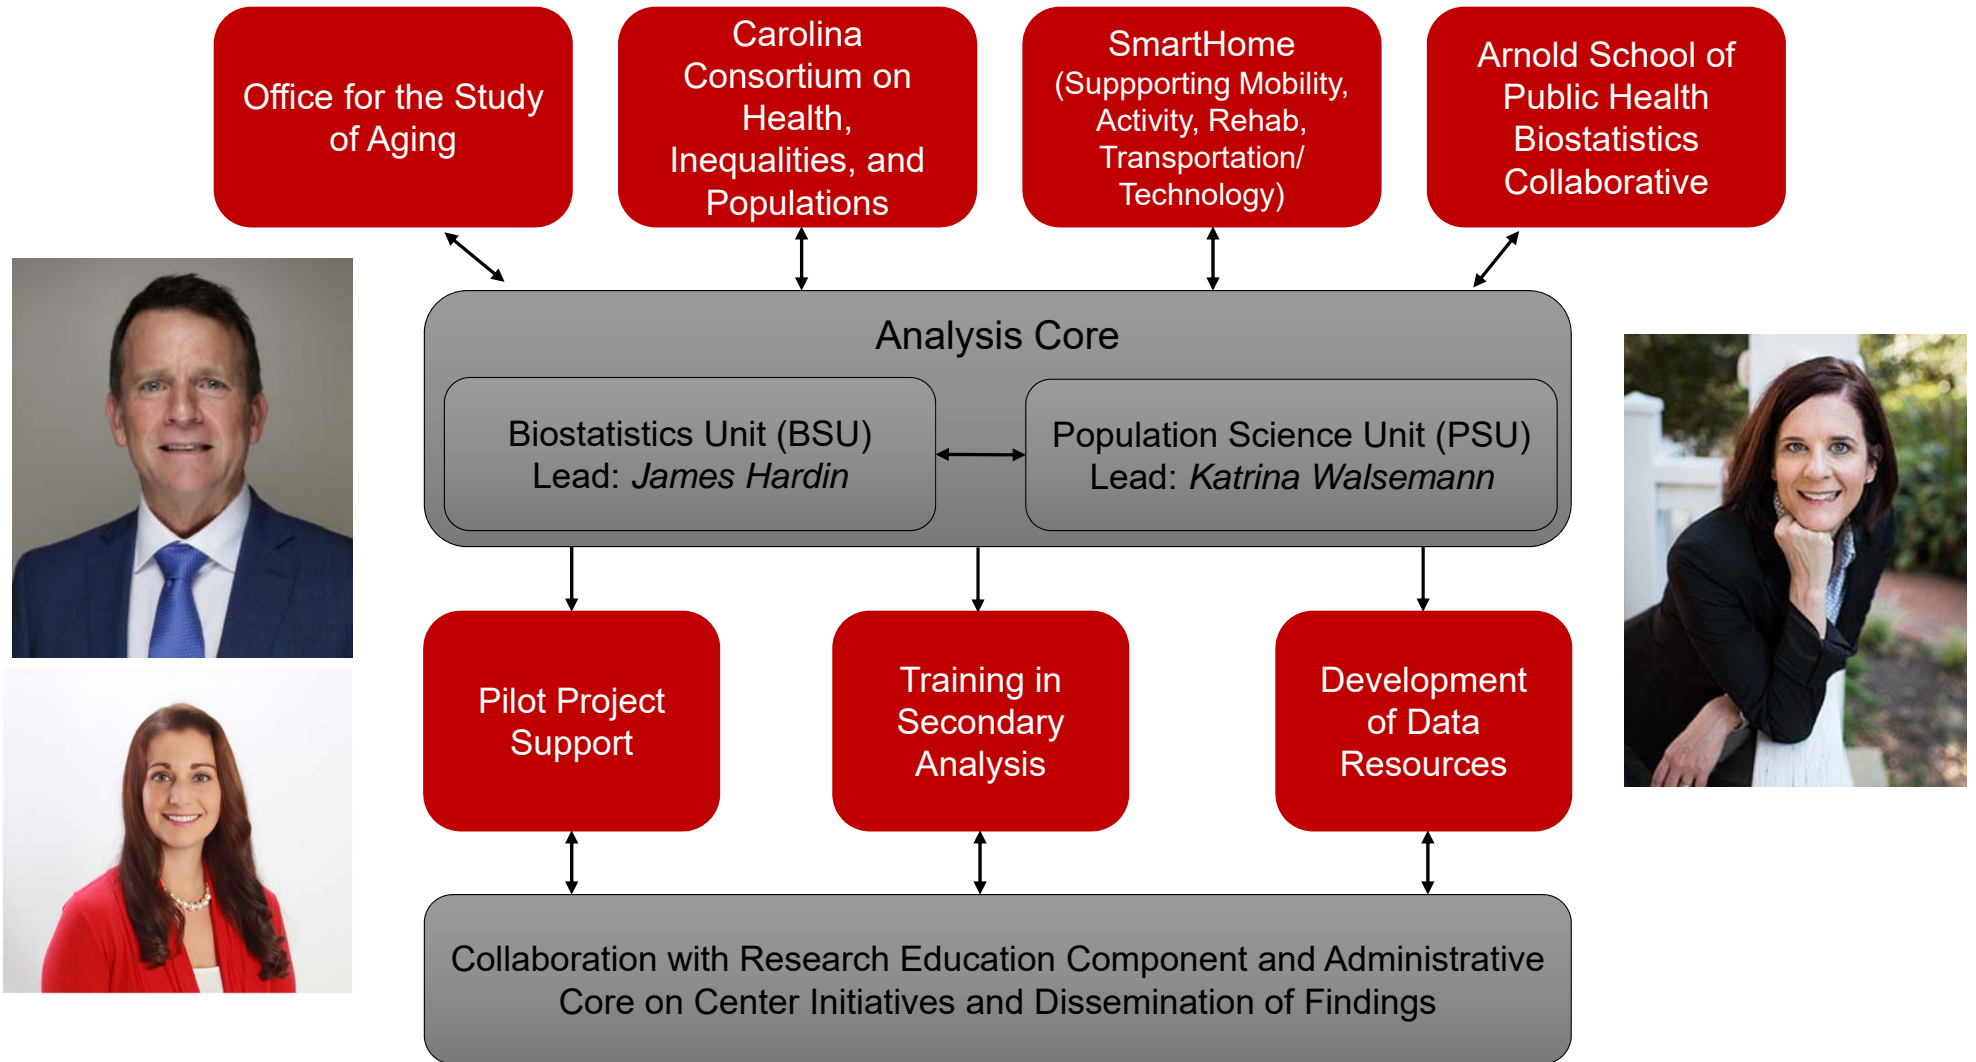 Office for the Study
of Aging
Carolina
Consortium on
Health,
Inequalities, and
Populations
SmartHome
(Suppporting Mobility,
Activity, Rehab,
Transportation/
Technology)
Arnold School of
Public Health
Biostatistics
Collaborative
Analysis Core
Biostatistics Unit (BSU)
Lead: James Hardin
Population Science Unit (PSU)
Lead: Katrina Walsemann
Pilot Project
Support
Training in
Secondary
Analysis
Development
of Data
Resources
Collaboration with Research Education Component and Administrative
Core on Center Initiatives and Dissemination of Findings